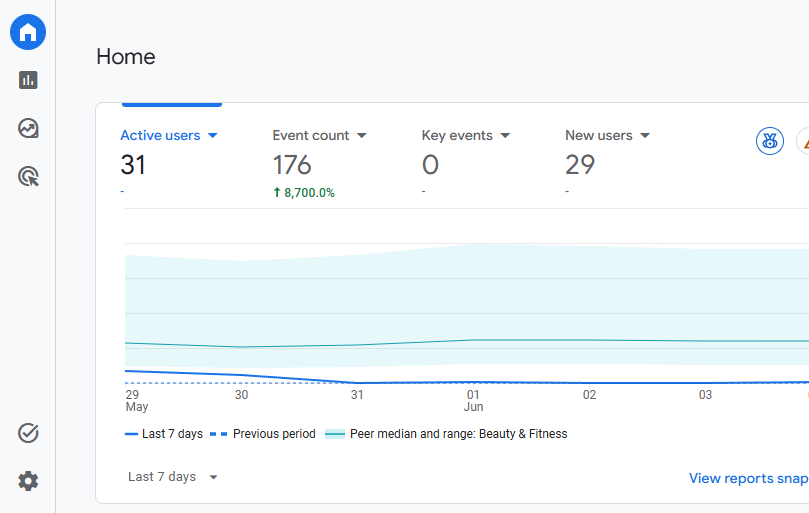 Home
Active users
Event count
Key events
New users
31
176
0
29
-
8,700.0%
-
-
29
May
30
31
01
Jun
02
03
Last 7 days
Previous period
Peer median and range: Beauty & Fitness
Last 7 days
View reports snap